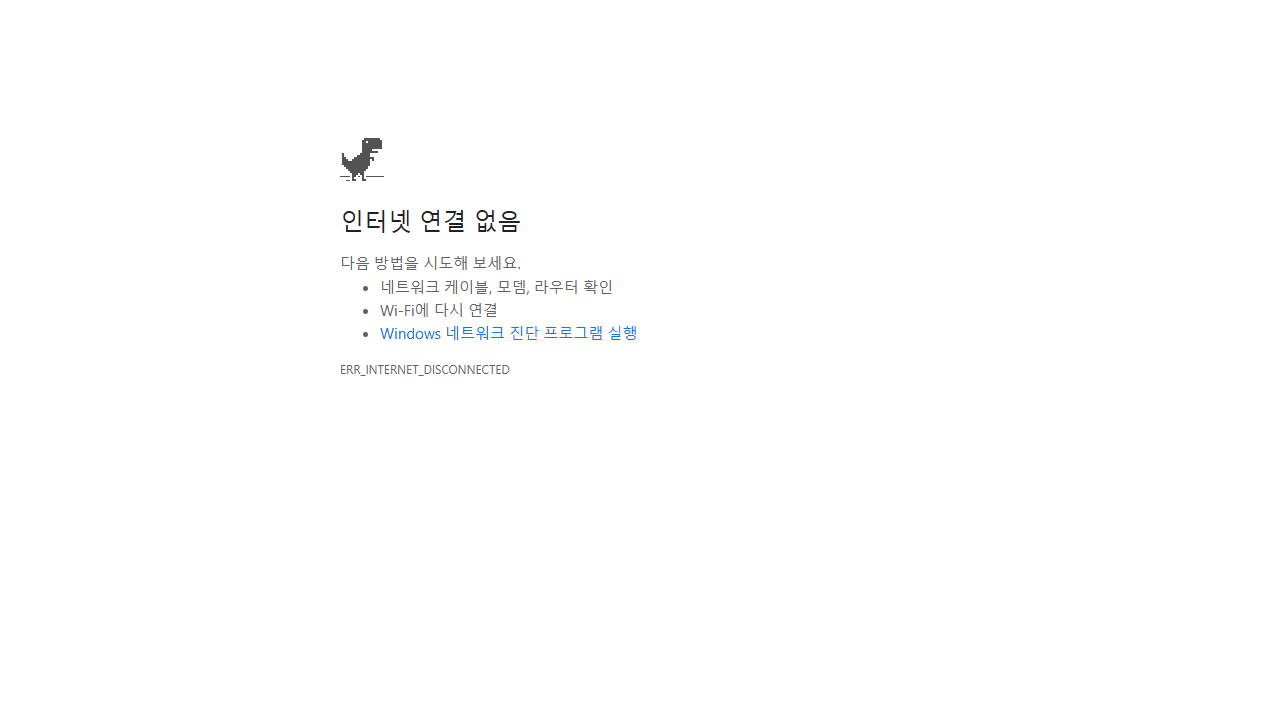 인터넷 연결 없음
다음 방법을 시도해 보세요.
네트워크 케이블, 모뎀, 라우터 확인
Wi-Fi에 다시 연결
Windows 네트워크 진단 프로그램 실행
ERR_INTERNET_DISCONNECTED